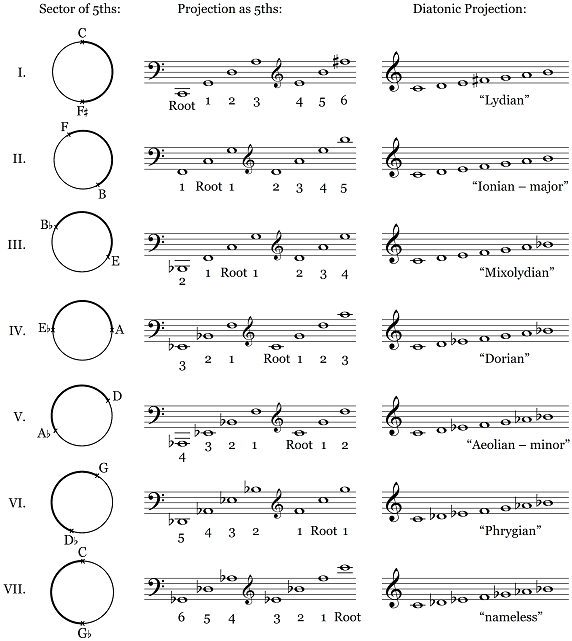 Sector of 5ths: Projection as 5ths: Diatonic Projection:
C
I.
F♯
Root 1 2 3 4 5 6
“Lydian”
F
II.
B
1 Root 1 2 3 4 5
“Ionian – major”
B♭
III.
E
2 1 Root 1 2 3 4
“Mixolydian”
IV.
E♭ A
3 2 1 Root 1 2 3
“Dorian”
D
V.
A♭
4 3 2 1 Root 1 2
“Aeolian – minor”
G
VI.
D♭
5 4 3 2 1 Root 1
“Phrygian”
C
VII.
G♭
6 5 4 3 2 1 Root
“nameless”